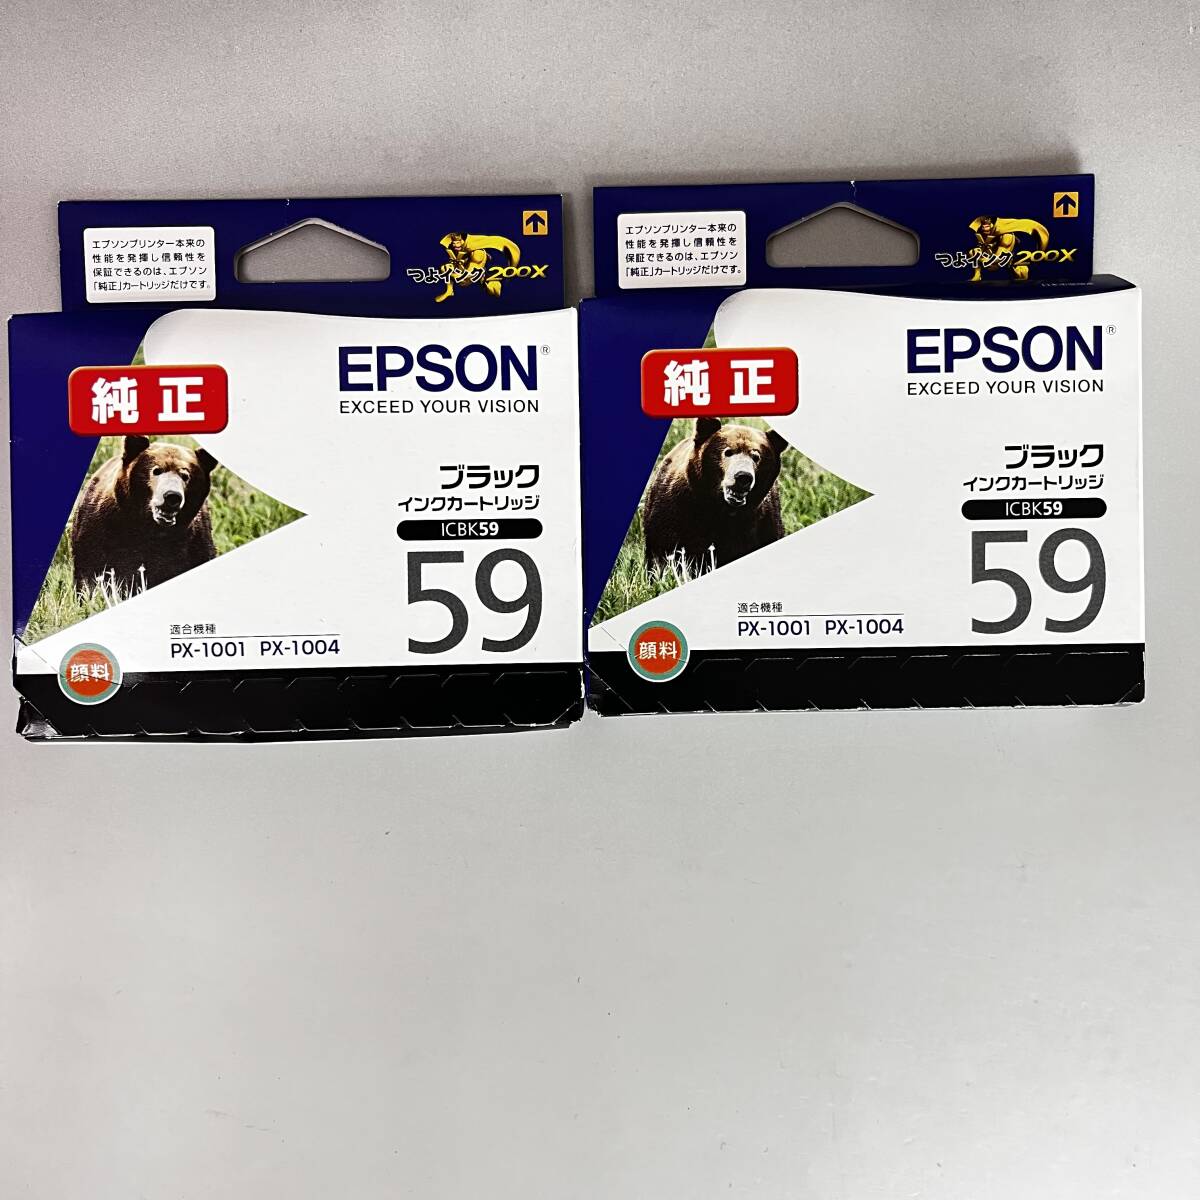 エプソンプリンター本来の
性能を発揮し信頼性を
保証できるのは、エプソン
「純正」カートリッジだけです。
つよインク200X
純正
EPSON®
EXCEED YOUR VISION
ブラック
インクカートリッジ
ICBK59
59
適合機種
PX-1001 PX-1004
顔料
エプソンプリンター本来の
性能を発揮し信頼性を
保証できるのは、エプソン
「純正」カートリッジだけです。
つよインク200X
純正
EPSON®
EXCEED YOUR VISION
ブラック
インクカートリッジ
ICBK59
59
適合機種
PX-1001 PX-1004
顔料